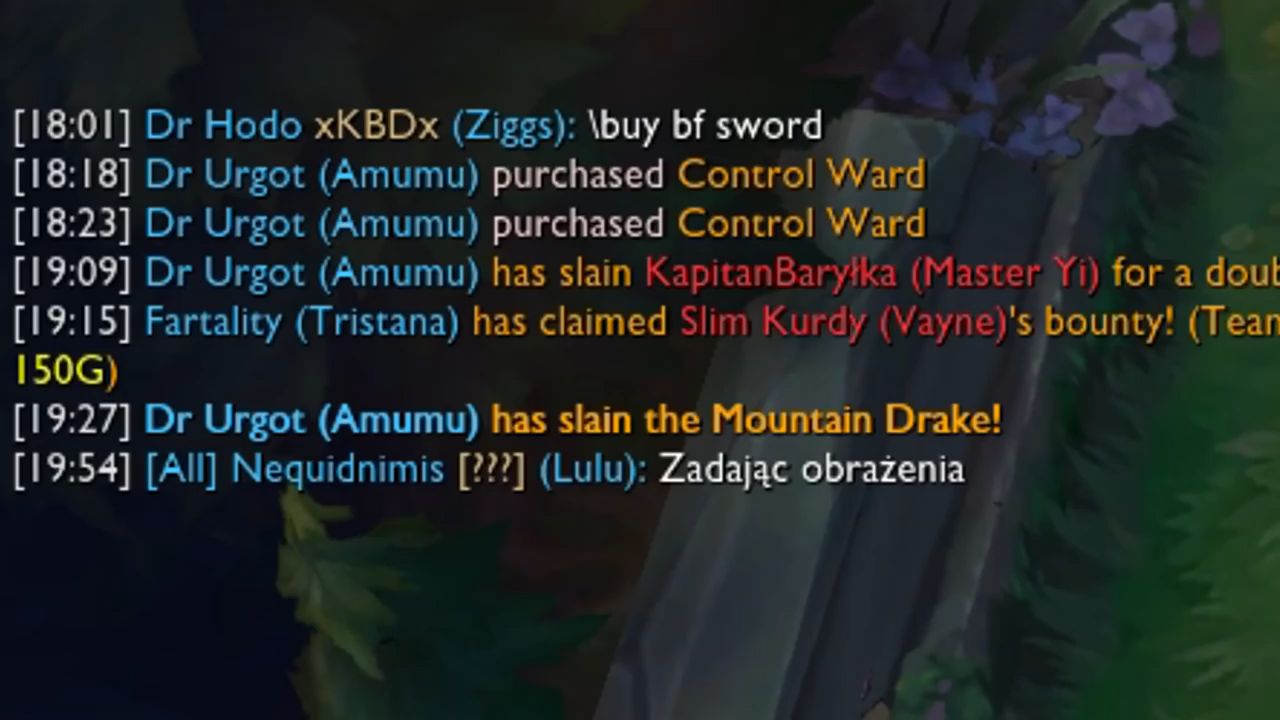 [18:01] Dr Hodo xKBDx (Ziggs): \buy bf sword
[18:18] Dr Urgot (Amumu) purchased Control Ward
[18:23] Dr Urgot (Amumu) purchased Control Ward
[19:09] Dr Urgot (Amumu) has slain KapitanBaryłka (Master Yi) for a doub
[19:15] Fartality (Tristana) has claimed Slim Kurdy (Vayne)'s bounty! (Team
150G)
[19:27] Dr Urgot (Amumu) has slain the Mountain Drake!
[19:54] [All] Nequidnimis [???] (Lulu): Zadając obrażenia